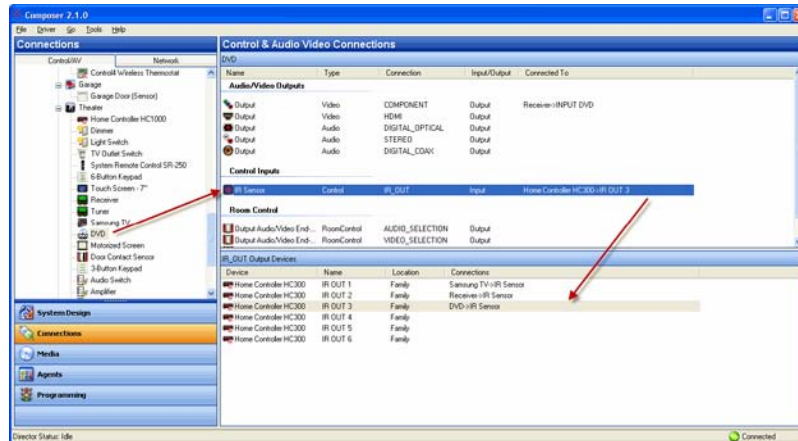 Composer 2.1.0
File Driver Go Tools Help
Connections
Control/AV Network
Control4 Wireless Thermostat
Garage
Garage Door (Sensor)
Theater
Home Controller HC1000
Dimmer
Light Switch
TV Outlet Switch
System Remote Control SR-250
6-Button Keypad
Touch Screen - 7"
Receiver
Tuner
Samsung TV
DVD
Motorized Screen
Door Contact Sensor
3-Button Keypad
Audio Switch
Amplifier
System Design
Connections
Media
Agents
Programming
Control & Audio Video Connections
DVD
Name Type Connection Input/Output Connected To
Audio/Video Outputs
Output Video COMPONENT Output Receiver->INPUT DVD
Output Video HDMI Output
Output Audio DIGITAL_OPTICAL Output
Output Audio STEREO Output
Output Audio DIGITAL_COAX Output
Control Inputs
IR Sensor Control IR_OUT Input Home Controller HC300->IR OUT 3
Room Control
Output Audio/Video End-... RoomControl AUDIO_SELECTION Output
Output Audio/Video End-... RoomControl VIDEO_SELECTION Output
IR_OUT Output Devices
Device Name Location Connections
Home Controller HC300 IR OUT 1 Family Samsung TV->IR Sensor
Home Controller HC300 IR OUT 2 Family Receiver->IR Sensor
Home Controller HC300 IR OUT 3 Family DVD->IR Sensor
Home Controller HC300 IR OUT 4 Family
Home Controller HC300 IR OUT 5 Family
Home Controller HC300 IR OUT 6 Family
Director Status: Idle
Connected